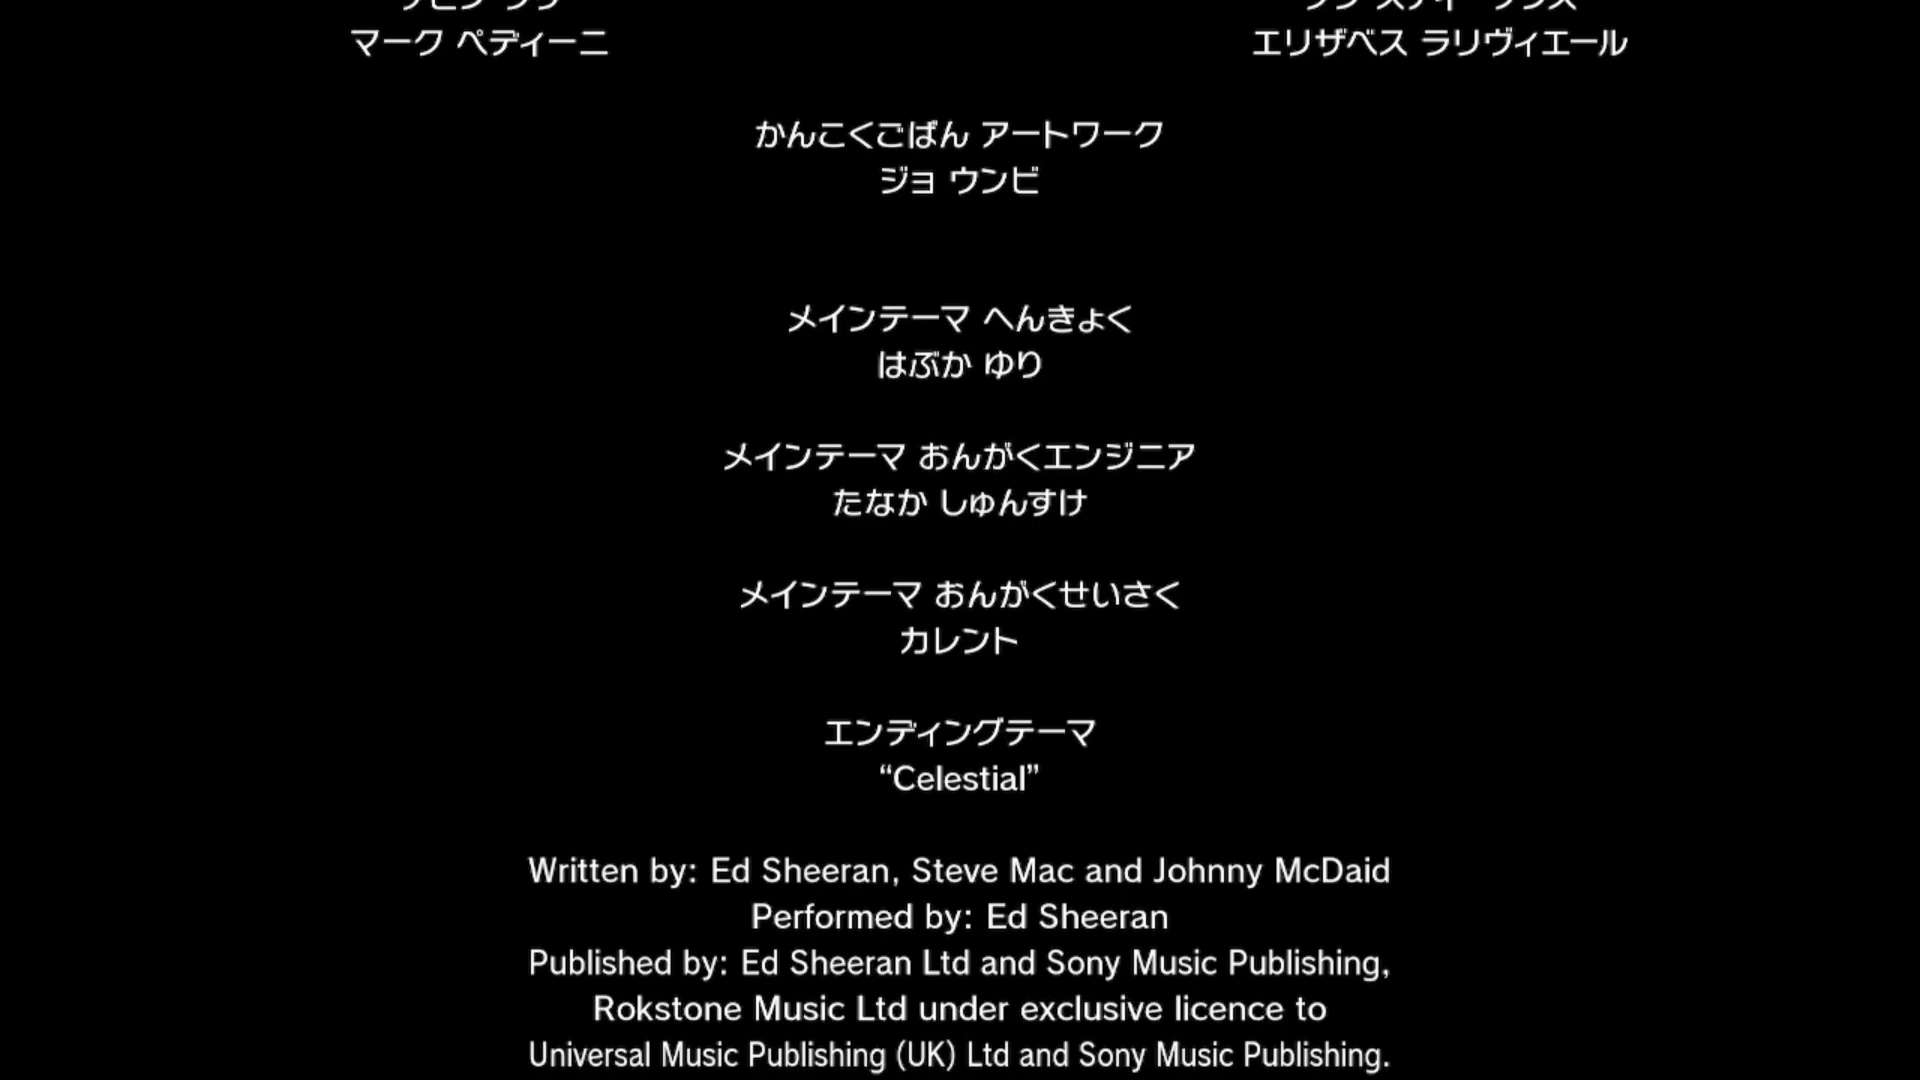 マーク ペディーニ
エリザベス ラリヴィエール
かんこくごばん アートワーク
ジョ ウンビ
メインテーマ へんきょく
はぶか ゆり
メインテーマ おんがくエンジニア
たなか しゅんすけ
メインテーマ おんがくせいさく
カレント
エンディングテーマ
“Celestial”
Written by: Ed Sheeran, Steve Mac and Johnny McDaid
Performed by: Ed Sheeran
Published by: Ed Sheeran Ltd and Sony Music Publishing,
Rokstone Music Ltd under exclusive licence to
Universal Music Publishing (UK) Ltd and Sony Music Publishing.